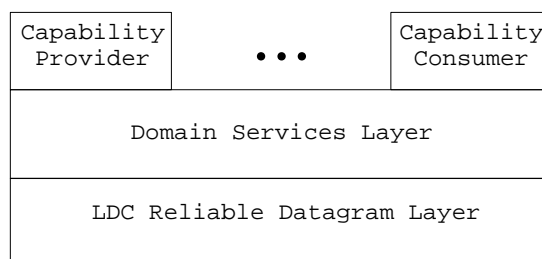 Capability
Provider
Capability
Consumer
Domain Services Layer
LDC Reliable Datagram Layer